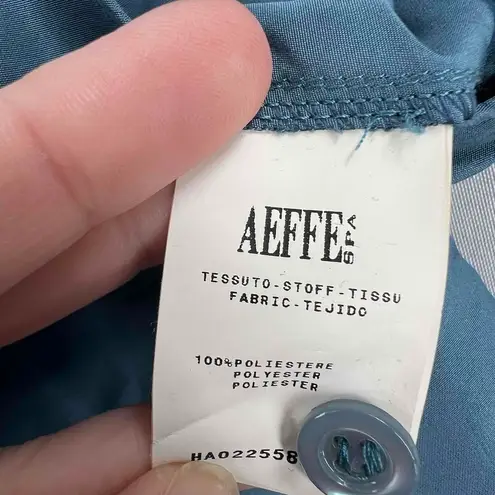 AEFFE SPA
TESSUTO-STOFF-TISSU
FABRIC-TEJIDO
100%POLIESTERE
POLYESTER
POLIESTER
HA022558